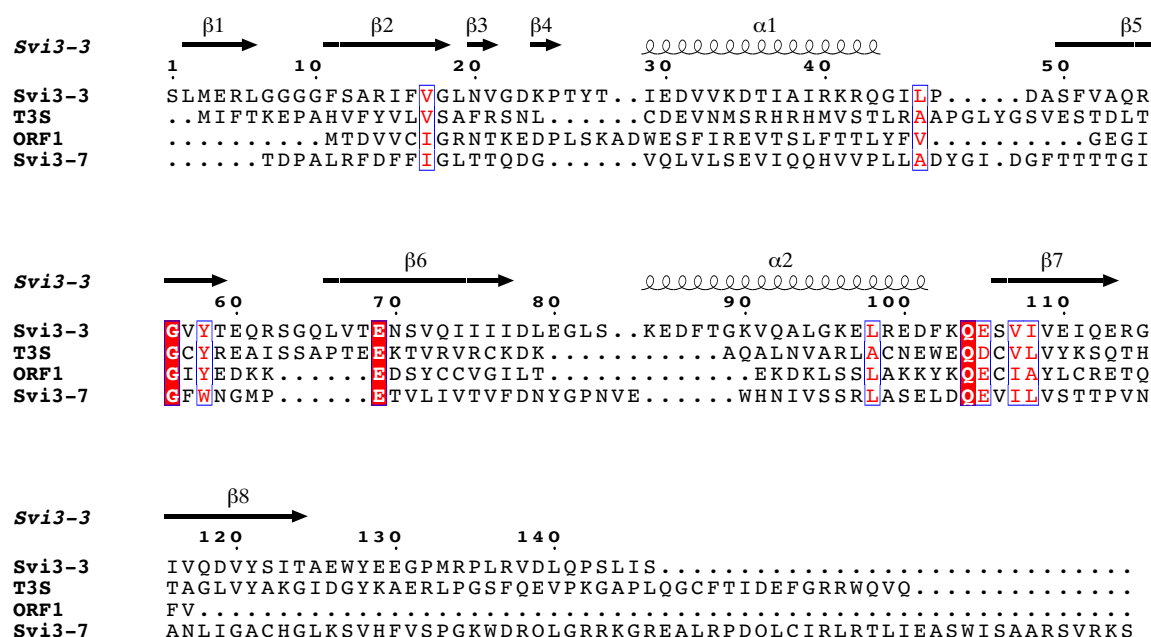 β1 β2 β3 β4 α1 β5
Svi3-3
1 10 20 30 40 50
Svi3-3 SLMERLGGGGFSARIFVGLNVGDKPTYT..IEDVVKDTIAIRKRQGILP.....DASFVAQR
T3S ..MIFTKEPAHVFYVLVSAFRSNL......CDEVNMSRHRHMVSTLRAAPGLYGSVESTDLT
ORF1 ..........MTDVVCIGRNTKEDPLSKADWESFIREVTSLFTTLYFV..........GEGI
Svi3-7 ......TDPALRFDFFIGLTTQDG......VQLVLSEVIQQHVVPLLADYGI.DGFTTTTGI
β6 α2 β7
Svi3-3
60 70 80 90 100 110
Svi3-3 GVYTEQRSGQLVTENSVQIIIIDLEGLS..KEDFTGKVQALGKELREDFKQESVIVEIQERG
T3S GCYREAISSAPTEEKTVRVRCKDK...........AQALNVARLACNEWEQDCVLVYKSQTH
ORF1 GIYEDKK......EDSYCCVGILT.............EKDKLSSLAKKYKQECIAYLCRETQ
Svi3-7 GFWNGMP......ETVLIVTVFDNYGPNVE......WHNIVSSRLASELDQEVILVSTTPVN
β8
Svi3-3
120 130 140
Svi3-3 IVQDVYSITAEWYEEGPMRPLRVDLQPSLIS..............................
T3S TAGLVYAKGIDGYKAERLPGSFQEVPKGAPLQGCFTIDEFGRRWQVQ..............
ORF1 FV...........................................................
Svi3-7 ANLIGACHGLKSVHFVSPGKWDRQLGRRKGREALRPDQLCIRLRTLIEASWISAARSVRKS